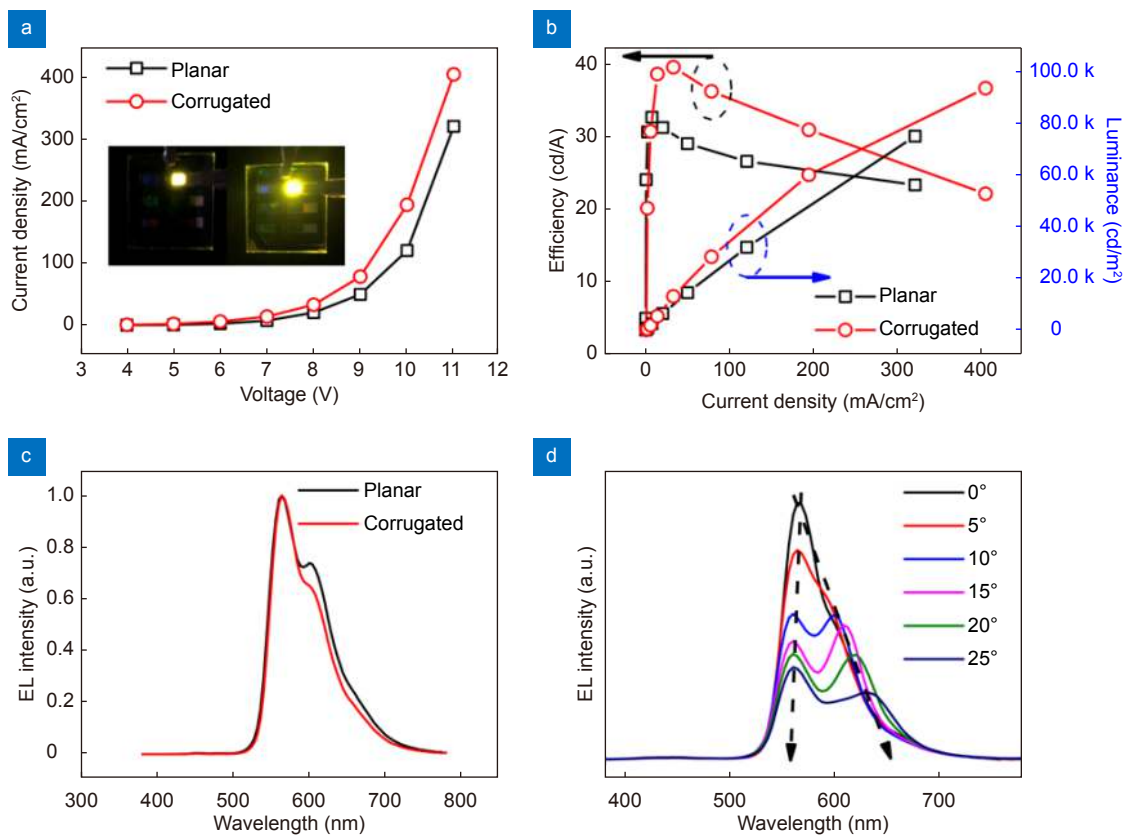 a
Current density (mA/cm²)
400
300
200
100
0
Planar
Corrugated
3 4 5 6 7 8 9 10 11 12
Voltage (V)
b
Efficiency (cd/A)
40
30
20
10
0
100.0 k
80.0 k
60.0 k
40.0 k
20.0 k
0
Luminance (cd/m²)
Planar
Corrugated
0 100 200 300 400
Current density (mA/cm²)
c
EL intensity (a.u.)
1.0
0.8
0.6
0.4
0.2
0
Planar
Corrugated
300 400 500 600 700 800
Wavelength (nm)
d
EL intensity (a.u.)
0°
5°
10°
15°
20°
25°
400 500 600 700
Wavelength (nm)